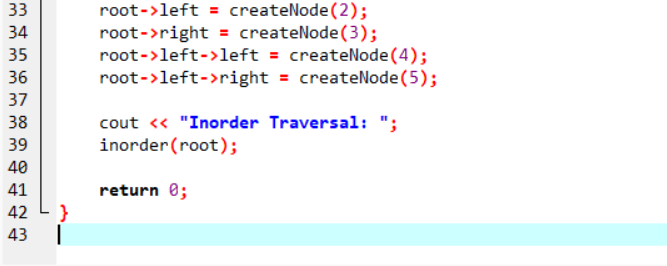 33 root->left = createNode(2);
34 root->right = createNode(3);
35 root->left->left = createNode(4);
36 root->left->right = createNode(5);
37
38 cout << "Inorder Traversal: ";
39 inorder(root);
40
41 return 0;
42 }
43